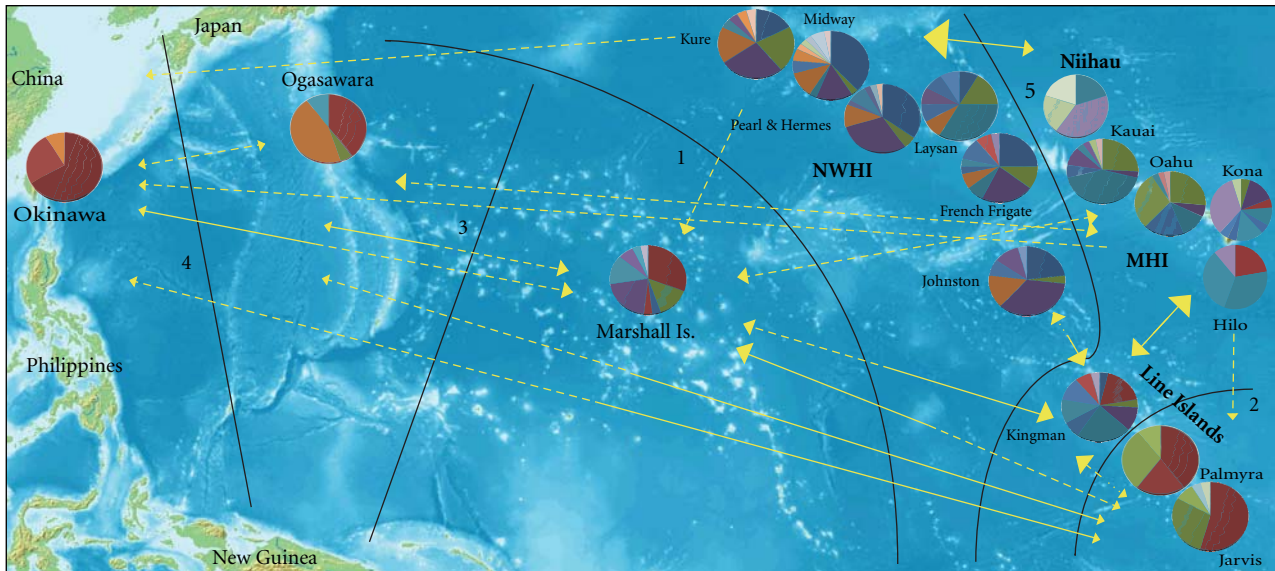 Japan
Midway
Kure
Niihau
China
Ogasawara
5
Kauai
Pearl & Hermes
Laysan
1
Oahu
Kona
NWHI
French Frigate
Okinawa
3
4
MHI
Johnston
Marshall Is.
Hilo
Philippines
Line Islands
2
Kingman
Palmyra
New Guinea
Jarvis